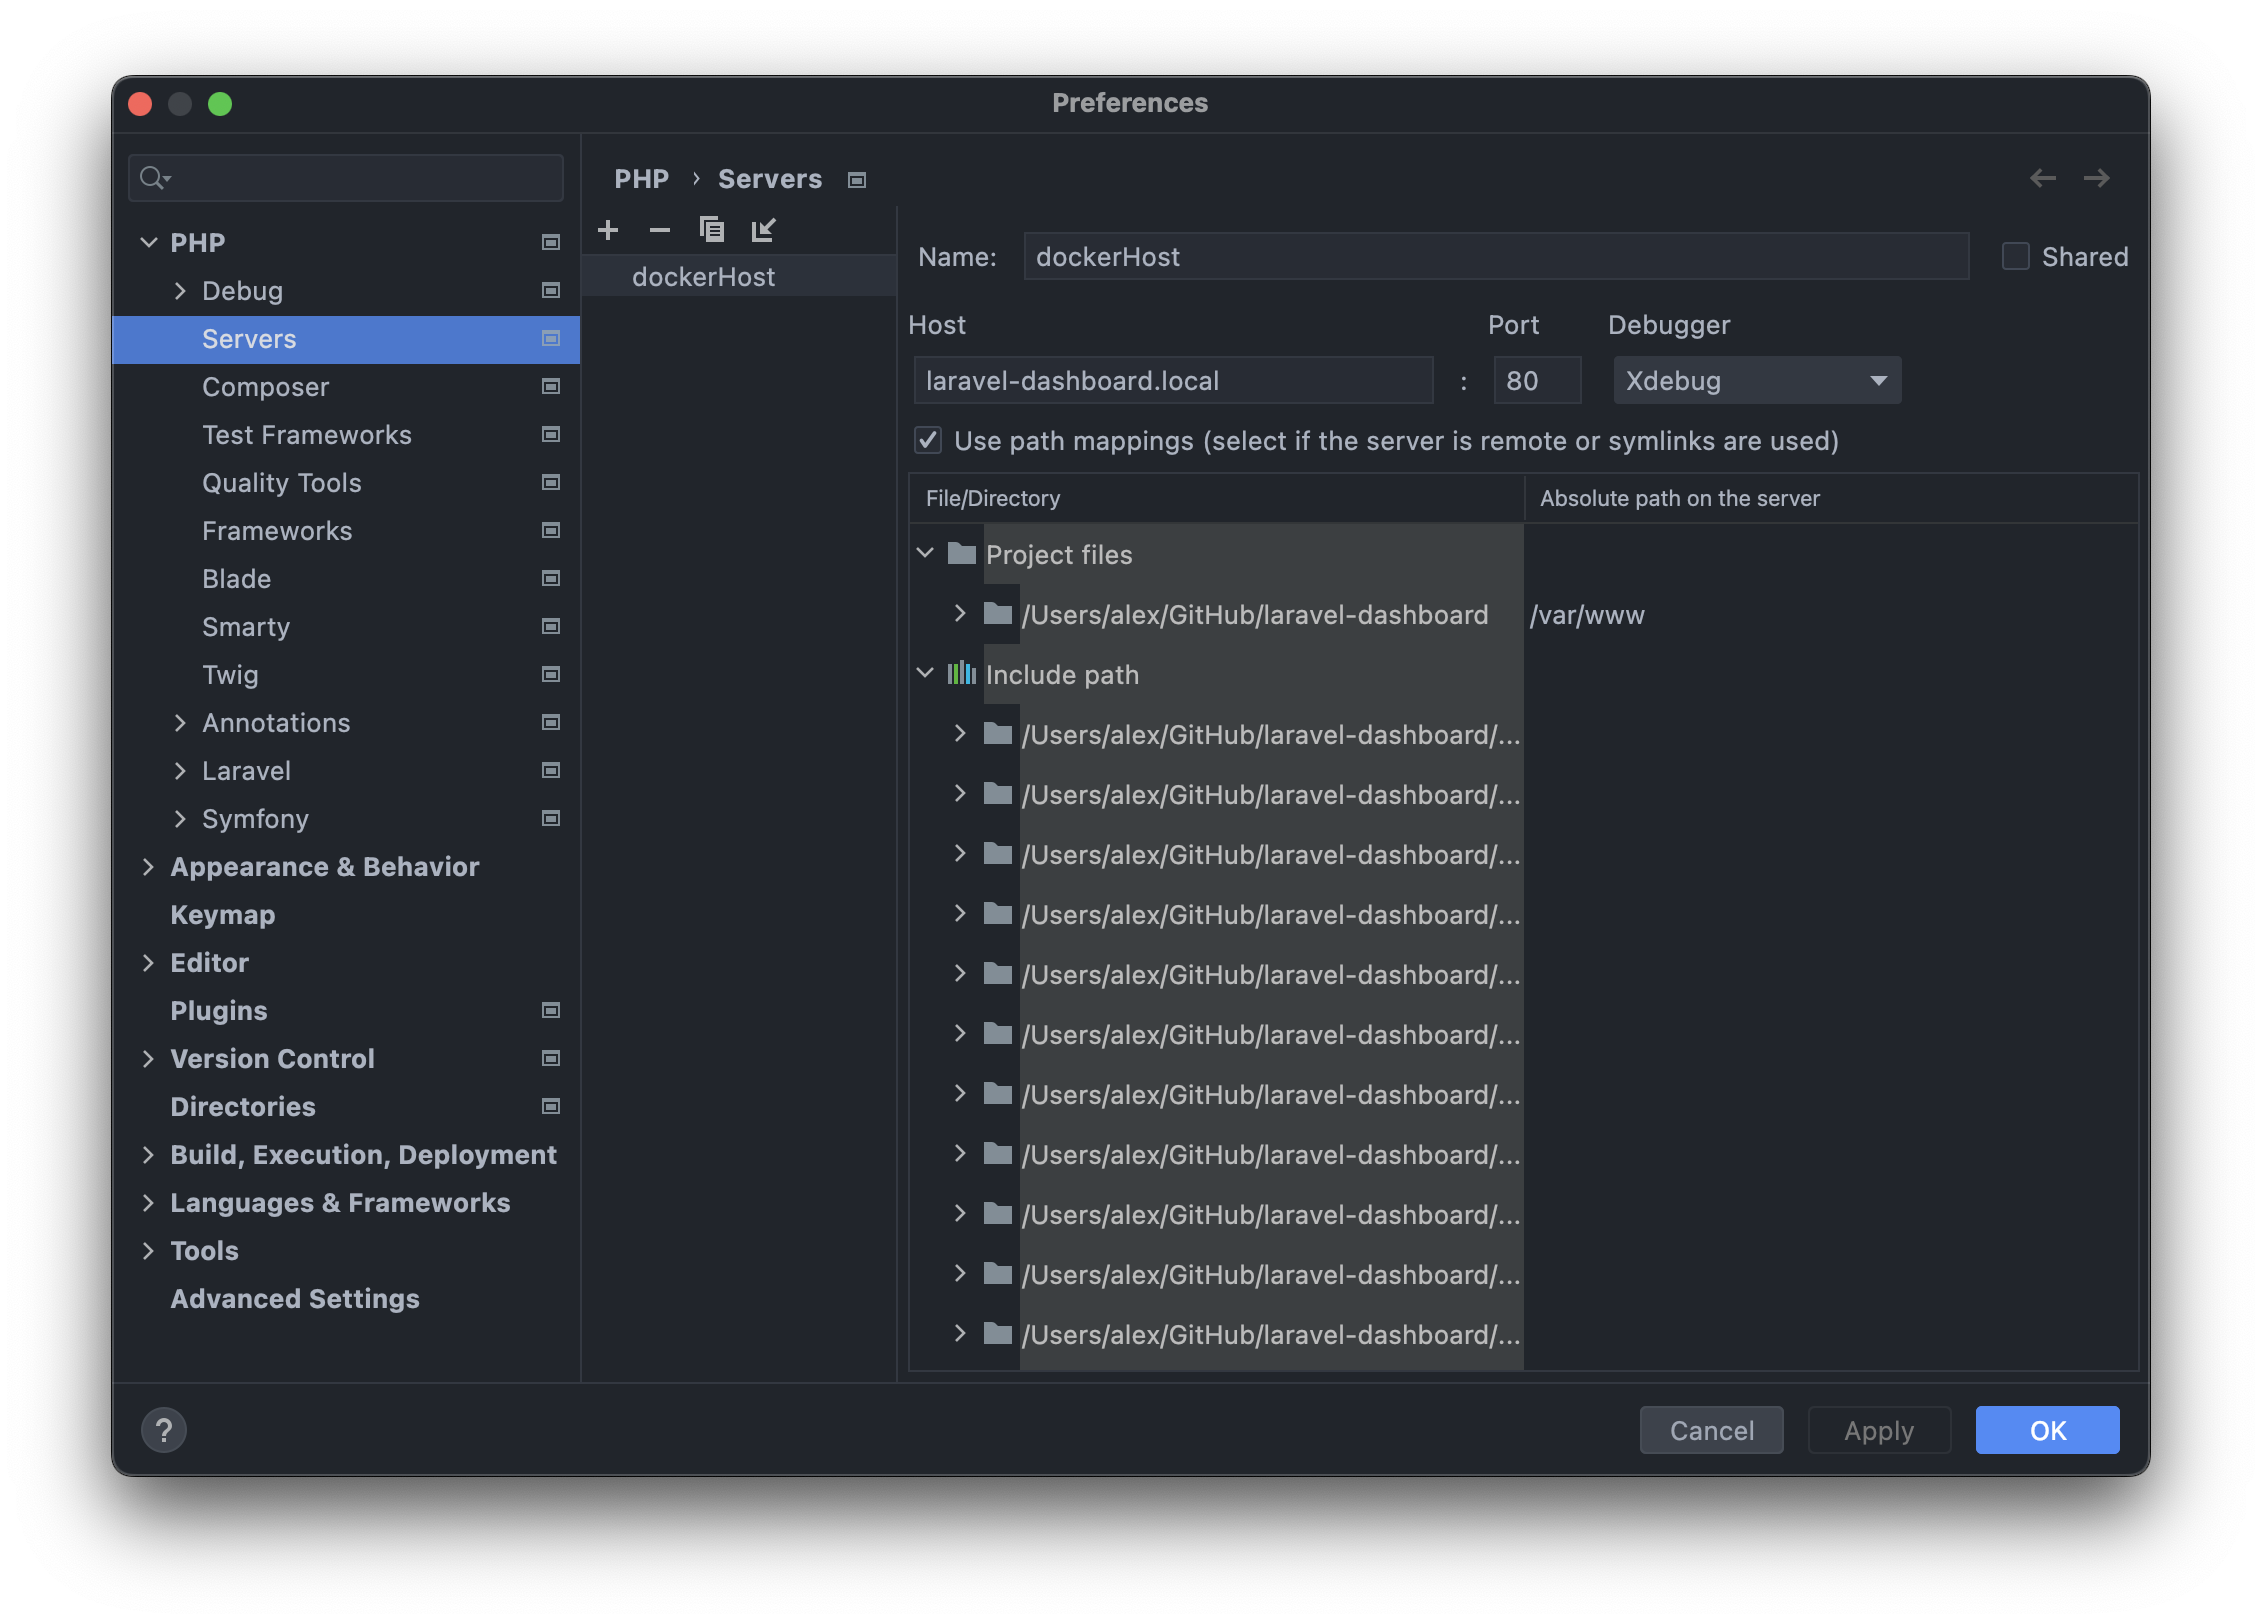 Preferences
PHP
Debug
Servers
Composer
Test Frameworks
Quality Tools
Frameworks
Blade
Smarty
Twig
Annotations
Laravel
Symfony
Appearance & Behavior
Keymap
Editor
Plugins
Version Control
Directories
Build, Execution, Deployment
Languages & Frameworks
Tools
Advanced Settings
PHP › Servers
dockerHost
Name: dockerHost Shared
Host Port Debugger
laravel-dashboard.local : 80 Xdebug
Use path mappings (select if the server is remote or symlinks are used)
File/Directory Absolute path on the server
Project files
/Users/alex/GitHub/laravel-dashboard /var/www
Include path
/Users/alex/GitHub/laravel-dashboard/...
/Users/alex/GitHub/laravel-dashboard/...
/Users/alex/GitHub/laravel-dashboard/...
/Users/alex/GitHub/laravel-dashboard/...
/Users/alex/GitHub/laravel-dashboard/...
/Users/alex/GitHub/laravel-dashboard/...
/Users/alex/GitHub/laravel-dashboard/...
/Users/alex/GitHub/laravel-dashboard/...
/Users/alex/GitHub/laravel-dashboard/...
/Users/alex/GitHub/laravel-dashboard/...
/Users/alex/GitHub/laravel-dashboard/...
? Cancel Apply OK